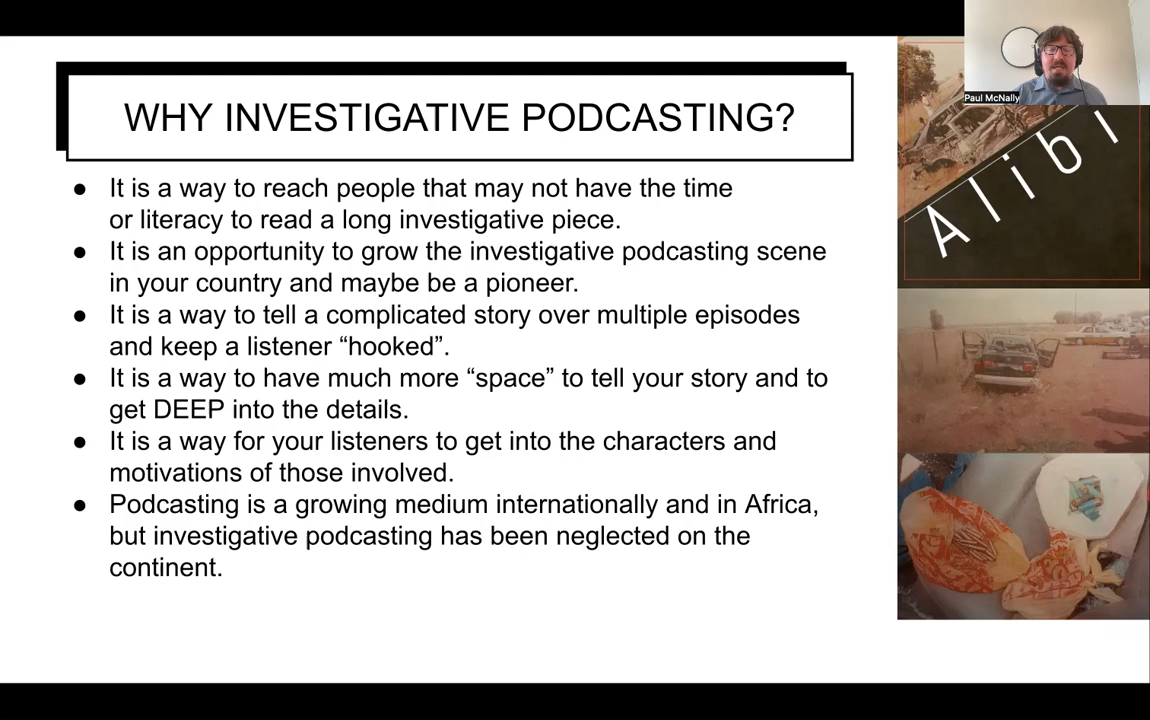 WHY INVESTIGATIVE PODCASTING?
● It is a way to reach people that may not have the time
or literacy to read a long investigative piece.
● It is an opportunity to grow the investigative podcasting scene
in your country and maybe be a pioneer.
● It is a way to tell a complicated story over multiple episodes
and keep a listener “hooked”.
● It is a way to have much more “space” to tell your story and to
get DEEP into the details.
● It is a way for your listeners to get into the characters and
motivations of those involved.
● Podcasting is a growing medium internationally and in Africa,
but investigative podcasting has been neglected on the
continent.
Paul McNally
Alibi